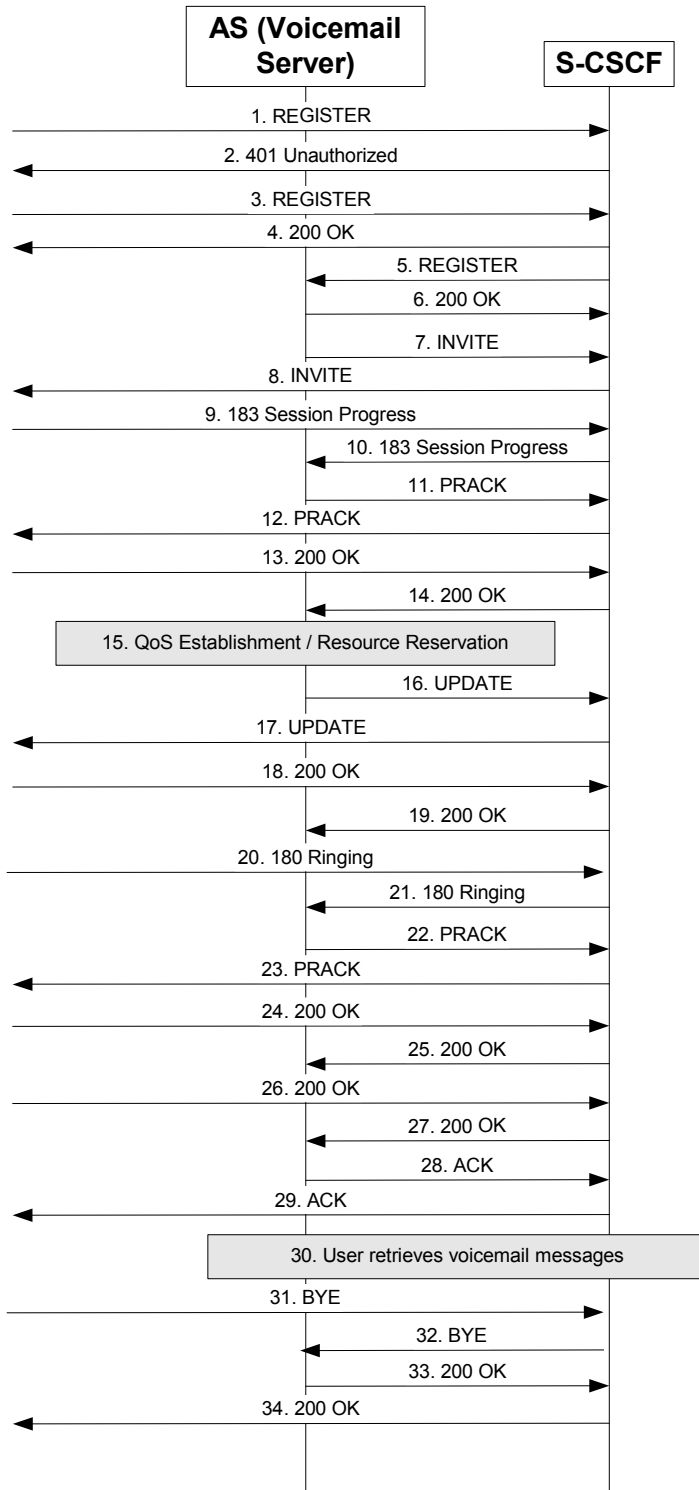 AS (Voicemail
Server)
S-CSCF
1. REGISTER
2. 401 Unauthorized
3. REGISTER
4. 200 OK
5. REGISTER
6. 200 OK
7. INVITE
8. INVITE
9. 183 Session Progress
10. 183 Session Progress
11. PRACK
12. PRACK
13. 200 OK
14. 200 OK
15. QoS Establishment / Resource Reservation
16. UPDATE
17. UPDATE
18. 200 OK
19. 200 OK
20. 180 Ringing
21. 180 Ringing
22. PRACK
23. PRACK
24. 200 OK
25. 200 OK
26. 200 OK
27. 200 OK
28. ACK
29. ACK
30. User retrieves voicemail messages
31. BYE
32. BYE
33. 200 OK
34. 200 OK